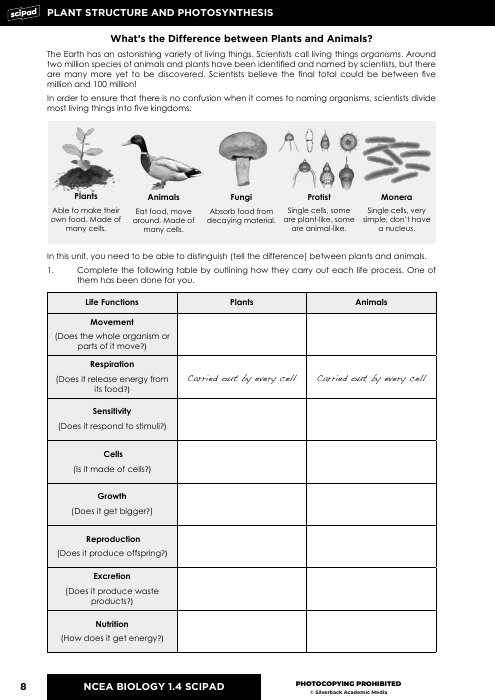 scipad PLANT STRUCTURE AND PHOTOSYNTHESIS
What's the Difference between Plants and Animals?
The Earth has an astonishing variety of living things. Scientists call living things organisms. Around
two million species of animals and plants have been identified and named by scientists, but there
are many more yet to be discovered. Scientists believe the final total could be between five
million and 100 million!
In order to ensure that there is no confusion when it comes to naming organisms, scientists divide
most living things into five kingdoms.
Plants
Able to make their
own food. Made of
many cells.
Animals
Eat food, move
around. Made of
many cells.
Fungi
Absorb food from
decaying material.
Protist
Single cells, some
are plant-like, some
are animal-like.
Monera
Single cells, very
simple, don't have
a nucleus.
In this unit, you need to be able to distinguish (tell the difference) between plants and animals.
1. Complete the following table by outlining how they carry out each life process. One of
them has been done for you.
Life Functions Plants Animals
Movement
(Does the whole organism or
parts of it move?)
Respiration
(Does it release energy from
its food?)
Carried out by every cell Carried out by every cell
Sensitivity
(Does it respond to stimuli?)
Cells
(Is it made of cells?)
Growth
(Does it get bigger?)
Reproduction
(Does it produce offspring?)
Excretion
(Does it produce waste
products?)
Nutrition
(How does it get energy?)
8 NCEA BIOLOGY 1.4 SCIPAD
PHOTOCOPYING PROHIBITED
© Silverback Academic Media